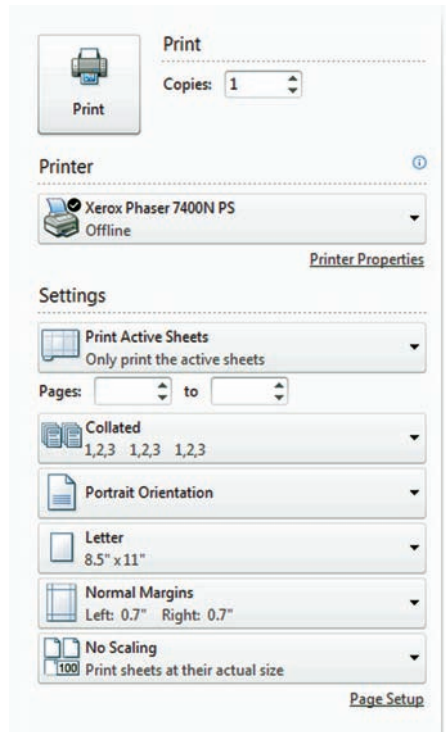 Print
Copies: 1
Print
Printer
Xerox Phaser 7400N PS
Offline
Printer Properties
Settings
Print Active Sheets
Only print the active sheets
Pages: to
Collated
1,2,3 1,2,3 1,2,3
Portrait Orientation
Letter
8.5" x 11"
Normal Margins
Left: 0.7" Right: 0.7"
No Scaling
100 Print sheets at their actual size
Page Setup